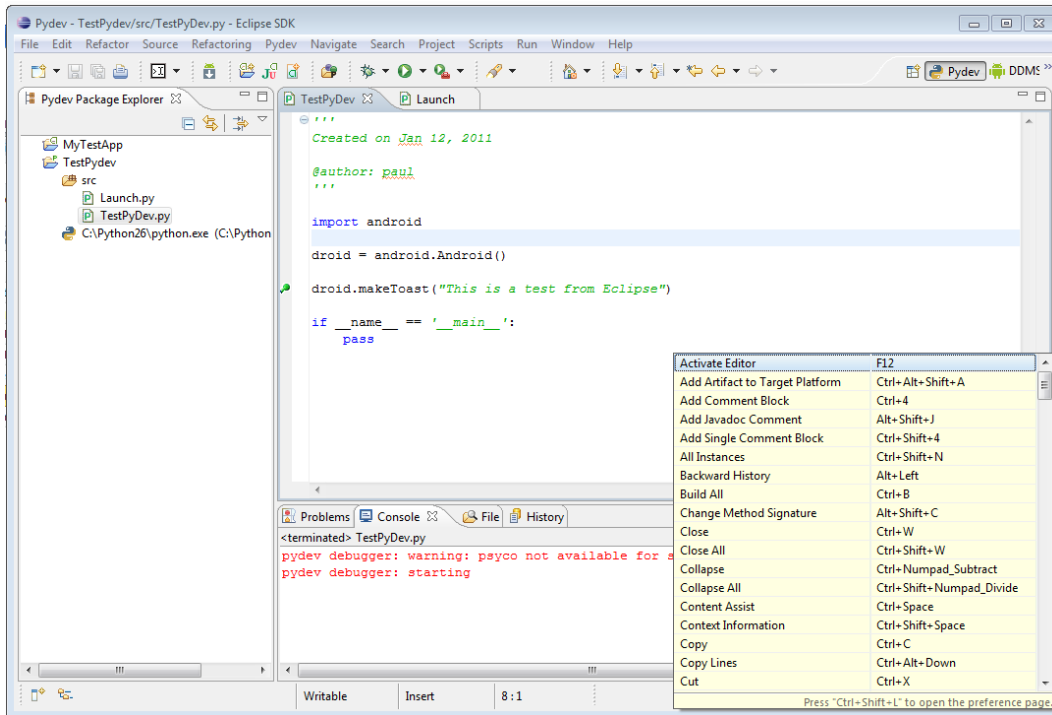 Pydev - TestPydev/src/TestPyDev.py - Eclipse SDK
File Edit Refactor Source Refactoring Pydev Navigate Search Project Scripts Run Window Help
Pydev DDMS
Pydev Package Explorer
MyTestApp
TestPydev
src
Launch.py
TestPyDev.py
C:\Python26\python.exe (C:\Python
TestPyDev Launch
'''
Created on Jan 12, 2011
@author: paul
'''
import android
droid = android.Android()
droid.makeToast("This is a test from Eclipse")
if __name__ == '__main__':
pass
Problems Console File History
<terminated> TestPyDev.py
pydev debugger: warning: psyco not available for s
pydev debugger: starting
Activate Editor F12
Add Artifact to Target Platform Ctrl+Alt+Shift+A
Add Comment Block Ctrl+4
Add Javadoc Comment Alt+Shift+J
Add Single Comment Block Ctrl+Shift+4
All Instances Ctrl+Shift+N
Backward History Alt+Left
Build All Ctrl+B
Change Method Signature Alt+Shift+C
Close Ctrl+W
Close All Ctrl+Shift+W
Collapse Ctrl+Numpad_Subtract
Collapse All Ctrl+Shift+Numpad_Divide
Content Assist Ctrl+Space
Context Information Ctrl+Shift+Space
Copy Ctrl+C
Copy Lines Ctrl+Alt+Down
Cut Ctrl+X
Press "Ctrl+Shift+L" to open the preference page.
Writable Insert 8:1